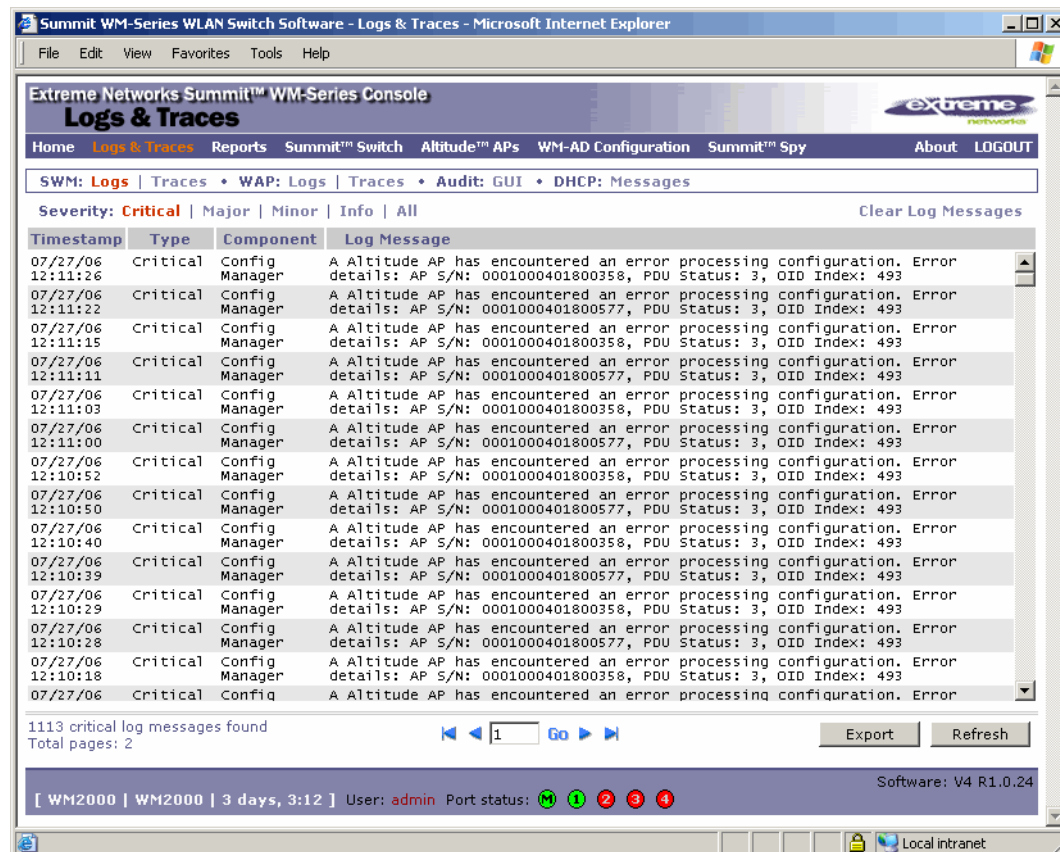 Summit WM-Series WLAN Switch Software - Logs & Traces - Microsoft Internet Explorer
File Edit View Favorites Tools Help
Extreme Networks Summit™ WM-Series Console
Logs & Traces
extreme
networks
Home Logs & Traces Reports Summit™ Switch Altitude™ APs WM-AD Configuration Summit™ Spy About LOGOUT
SWM: Logs | Traces • WAP: Logs | Traces • Audit: GUI • DHCP: Messages
Severity: Critical | Major | Minor | Info | All Clear Log Messages
Timestamp Type Component Log Message
07/27/06 Critical Config A Altitude AP has encountered an error processing configuration. Error
12:11:26 Manager details: AP S/N: 0001000401800358, PDU Status: 3, OID Index: 493
07/27/06 Critical Config A Altitude AP has encountered an error processing configuration. Error
12:11:22 Manager details: AP S/N: 0001000401800577, PDU Status: 3, OID Index: 493
07/27/06 Critical Config A Altitude AP has encountered an error processing configuration. Error
12:11:15 Manager details: AP S/N: 0001000401800358, PDU Status: 3, OID Index: 493
07/27/06 Critical Config A Altitude AP has encountered an error processing configuration. Error
12:11:11 Manager details: AP S/N: 0001000401800577, PDU Status: 3, OID Index: 493
07/27/06 Critical Config A Altitude AP has encountered an error processing configuration. Error
12:11:03 Manager details: AP S/N: 0001000401800358, PDU Status: 3, OID Index: 493
07/27/06 Critical Config A Altitude AP has encountered an error processing configuration. Error
12:11:00 Manager details: AP S/N: 0001000401800577, PDU Status: 3, OID Index: 493
07/27/06 Critical Config A Altitude AP has encountered an error processing configuration. Error
12:10:52 Manager details: AP S/N: 0001000401800358, PDU Status: 3, OID Index: 493
07/27/06 Critical Config A Altitude AP has encountered an error processing configuration. Error
12:10:50 Manager details: AP S/N: 0001000401800577, PDU Status: 3, OID Index: 493
07/27/06 Critical Config A Altitude AP has encountered an error processing configuration. Error
12:10:40 Manager details: AP S/N: 0001000401800358, PDU Status: 3, OID Index: 493
07/27/06 Critical Config A Altitude AP has encountered an error processing configuration. Error
12:10:39 Manager details: AP S/N: 0001000401800577, PDU Status: 3, OID Index: 493
07/27/06 Critical Config A Altitude AP has encountered an error processing configuration. Error
12:10:29 Manager details: AP S/N: 0001000401800358, PDU Status: 3, OID Index: 493
07/27/06 Critical Config A Altitude AP has encountered an error processing configuration. Error
12:10:28 Manager details: AP S/N: 0001000401800577, PDU Status: 3, OID Index: 493
07/27/06 Critical Config A Altitude AP has encountered an error processing configuration. Error
12:10:18 Manager details: AP S/N: 0001000401800358, PDU Status: 3, OID Index: 493
07/27/06 Critical Config A Altitude AP has encountered an error processing configuration. Error
1113 critical log messages found
Total pages: 2
1 Go Export Refresh
Software: V4 R1.0.24
[ WM2000 | WM2000 | 3 days, 3:12 ] User: admin Port status: M 1 2 3 4
Local intranet